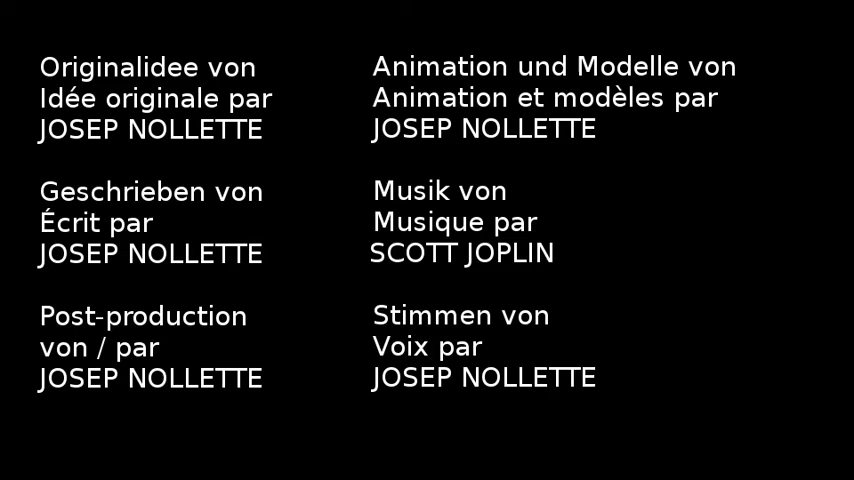 Originalidee von
Idée originale par
JOSEP NOLLETTE
Geschrieben von
Écrit par
JOSEP NOLLETTE
Post-production
von / par
JOSEP NOLLETTE
Animation und Modelle von
Animation et modèles par
JOSEP NOLLETTE
Musik von
Musique par
SCOTT JOPLIN
Stimmen von
Voix par
JOSEP NOLLETTE